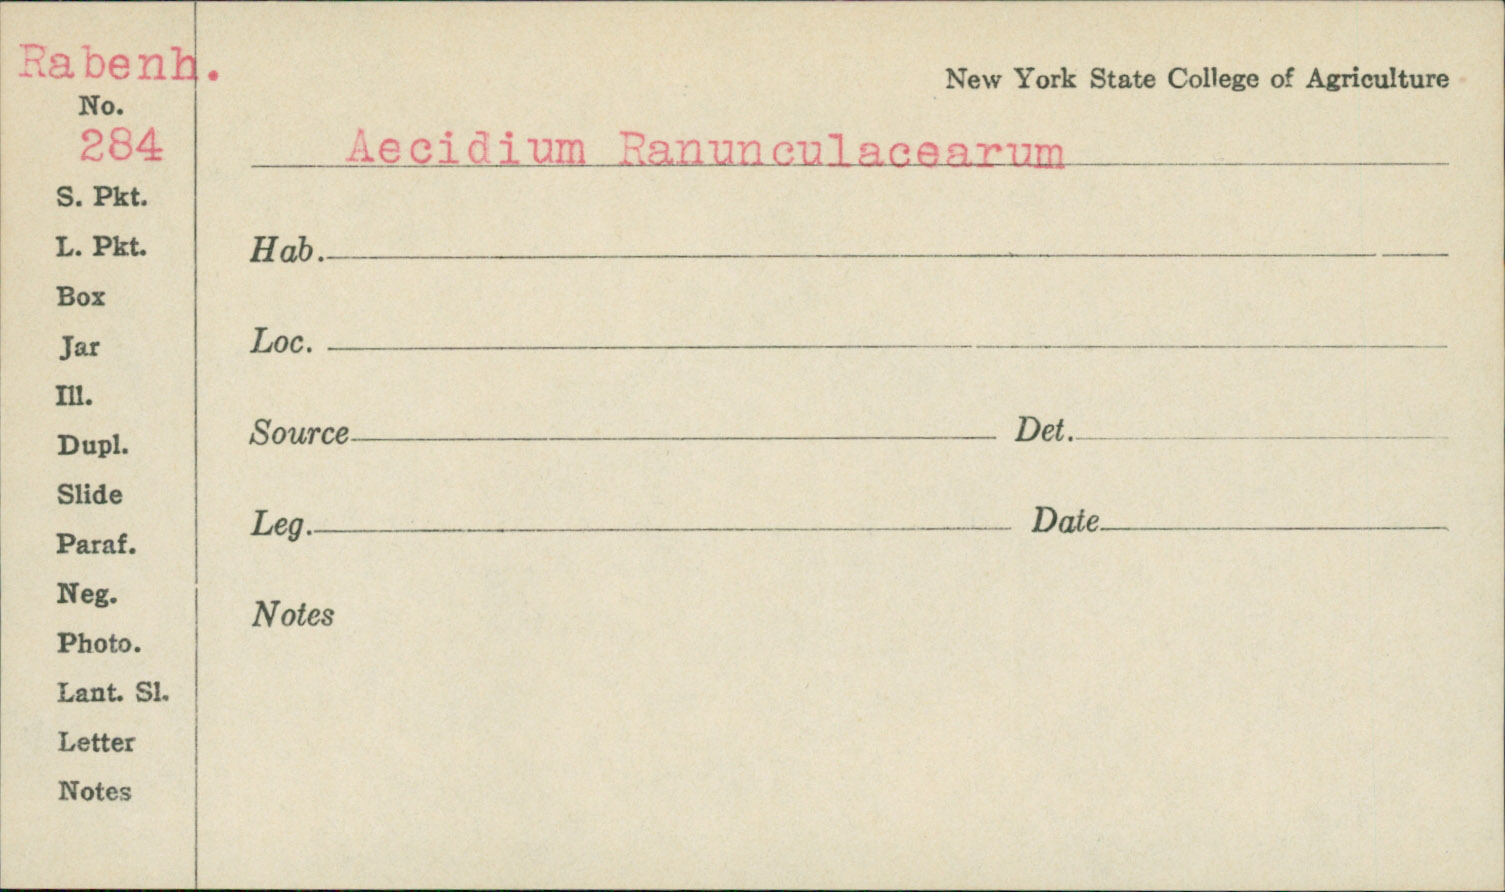 Rabenh.
No.
284
S. Pkt.
L. Pkt.
Box
Jar
Ill.
Dupl.
Slide
Paraf.
Neg.
Photo.
Lant. Sl.
Letter
Notes
New York State College of Agriculture
Aecidium Ranunculacearum
Hab.
Loc.
Source Det.
Leg. Date
Notes